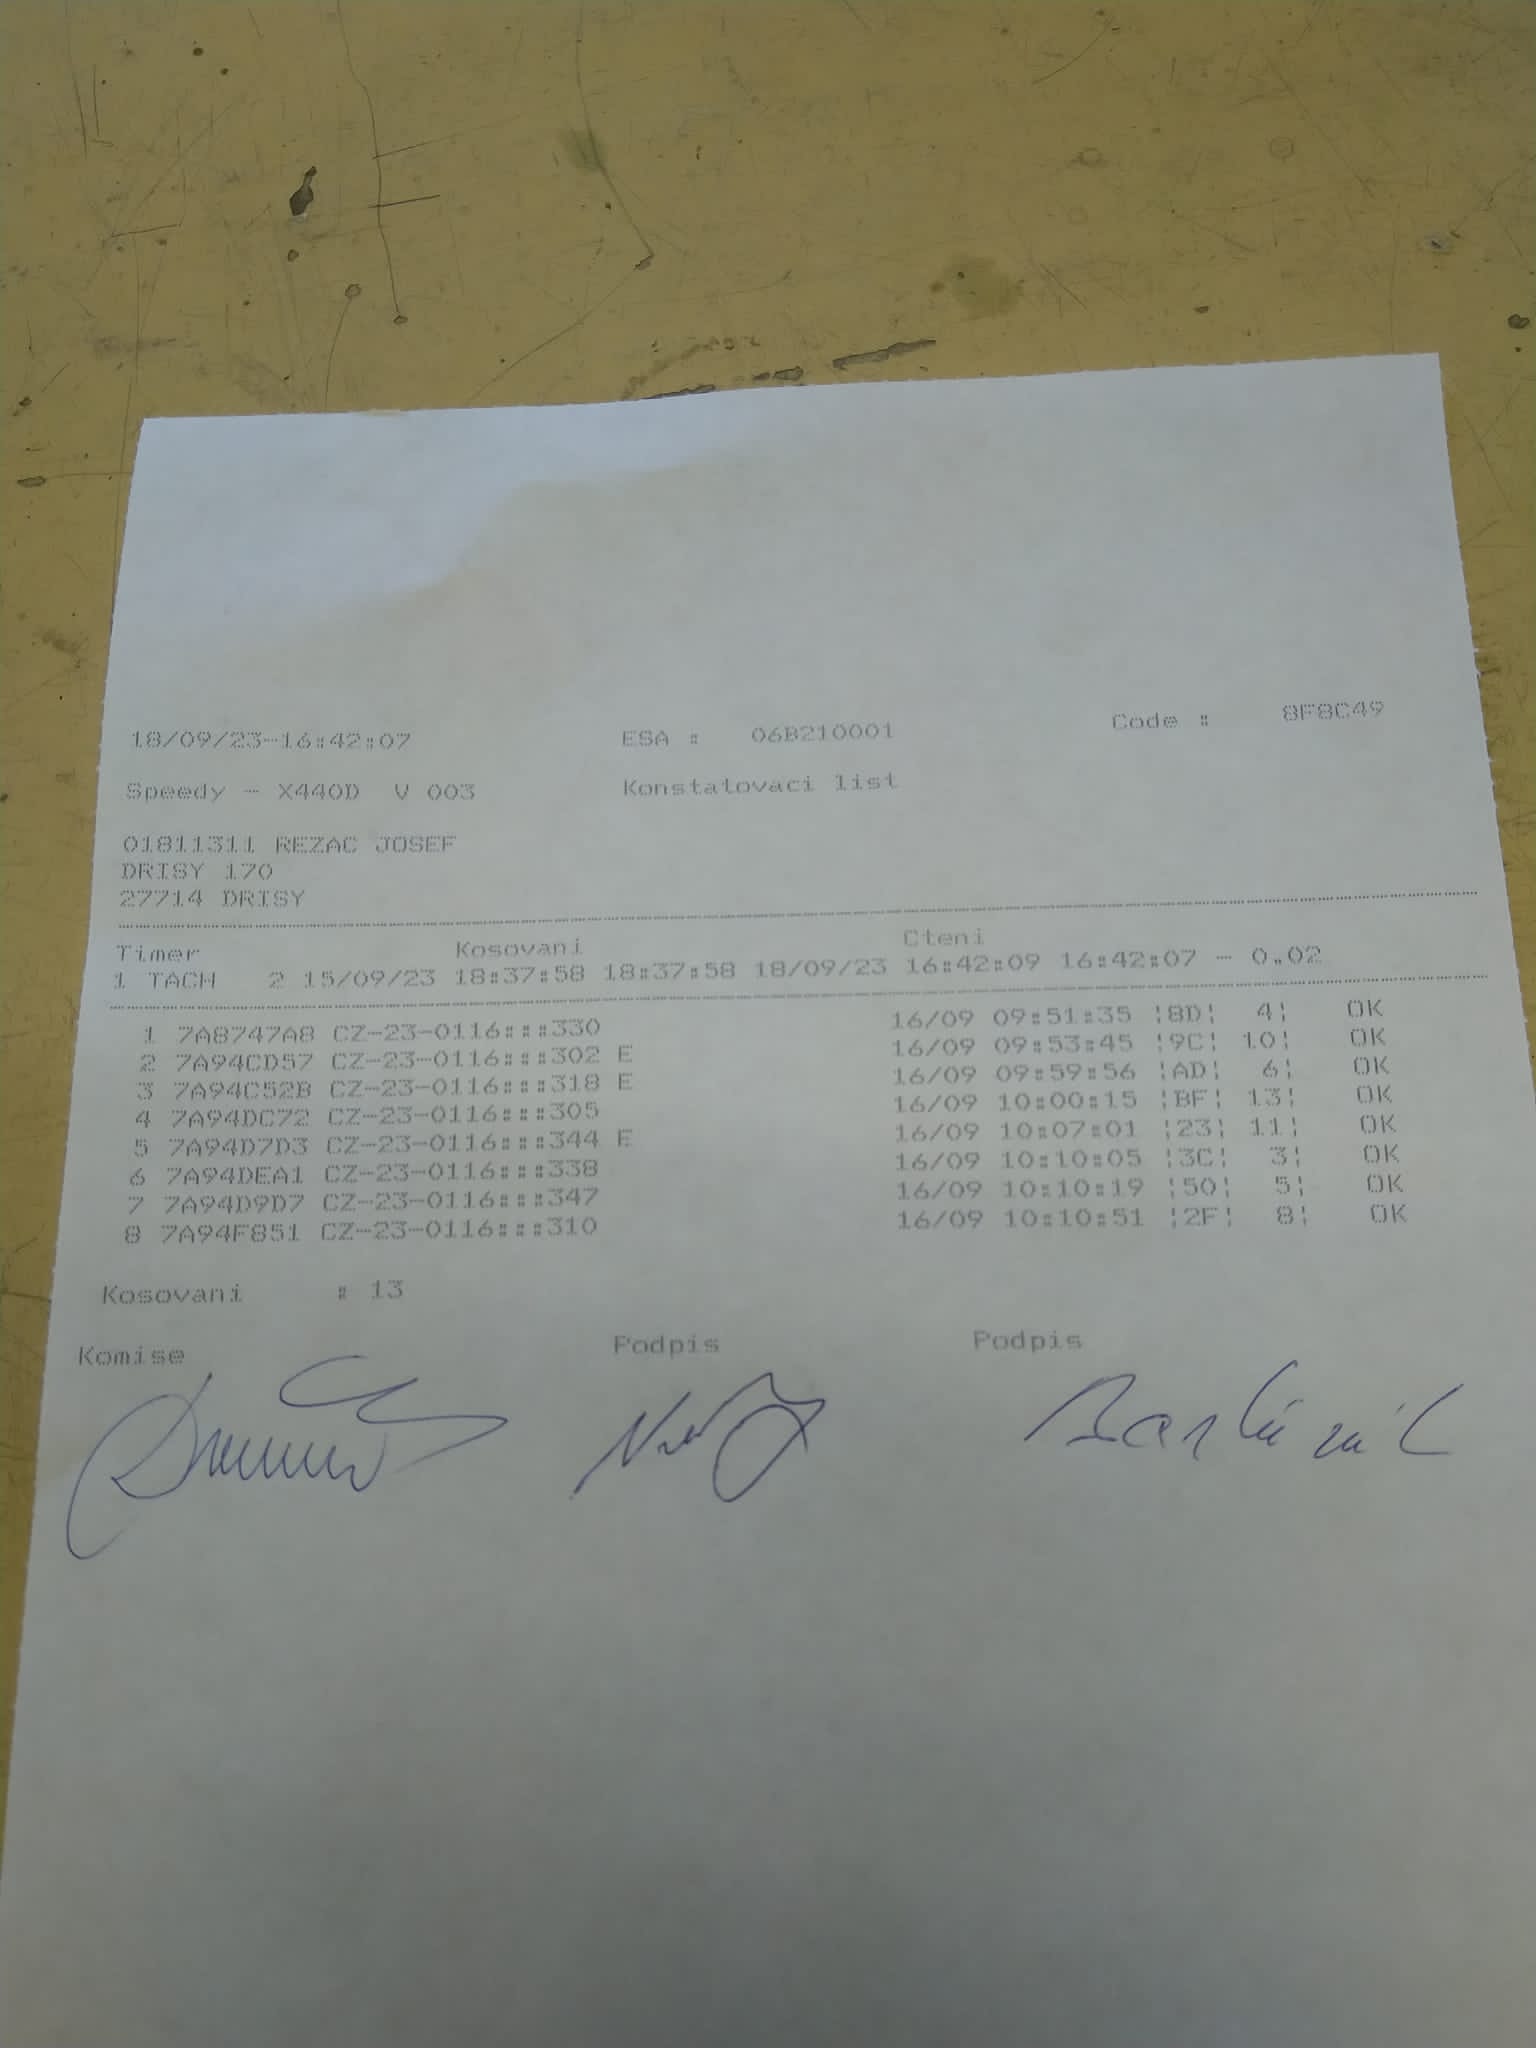 18/09/23-16:42:07 ESA : 06B210001 Code : 8F8C49
Speedy - X440D V 003 Konstatovaci list
01811311 REZAC JOSEF
DRISY 170
27714 DRISY
Timer Kosovani Cteni
1 TACH 2 15/09/23 18:37:58 18:37:58 18/09/23 16:42:09 16:42:07 - 0.02
1 7A8747A8 CZ-23-0116:::330 16/09 09:51:35 ¦8D¦ 4¦ OK
2 7A94CD57 CZ-23-0116:::302 E 16/09 09:53:45 ¦9C¦ 10¦ OK
3 7A94C52B CZ-23-0116:::318 E 16/09 09:59:56 ¦AD¦ 6¦ OK
4 7A94DC72 CZ-23-0116:::305 16/09 10:00:15 ¦BF¦ 13¦ OK
5 7A94D7D3 CZ-23-0116:::344 E 16/09 10:07:01 ¦23¦ 11¦ OK
6 7A94DEA1 CZ-23-0116:::338 16/09 10:10:05 ¦3C¦ 3¦ OK
7 7A94D9D7 CZ-23-0116:::347 16/09 10:10:19 ¦50¦ 5¦ OK
8 7A94F851 CZ-23-0116:::310 16/09 10:10:51 ¦2F¦ 8¦ OK
Kosovani : 13
Komise Podpis Podpis